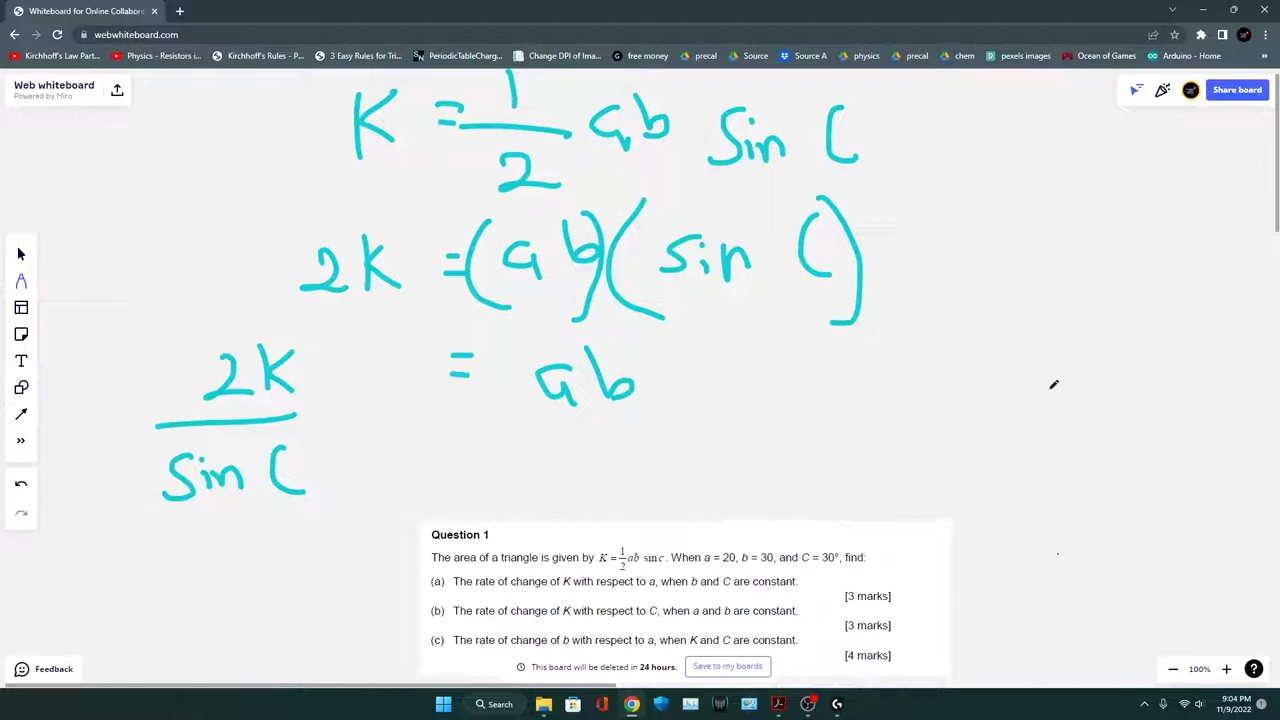 Whiteboard for Online Collabora
webwhiteboard.com
Kirchhoff's Law Part... Physics - Resistors i... Kirchhoff's Rules - P... 3 Easy Rules for Tri... PeriodicTableCharg... Change DPI of Ima... free money precal Source Source A physics precal chem pexels images Ocean of Games Arduino - Home
Web whiteboard
Powered by Miro
Share board
K = 1/2 ab sin C
2K = (ab)(sin C)
2K/sin C = ab
Question 1
The area of a triangle is given by K = 1/2 ab sin c. When a = 20, b = 30, and C = 30°, find:
(a) The rate of change of K with respect to a, when b and C are constant.
[3 marks]
(b) The rate of change of K with respect to C, when a and b are constant.
[3 marks]
(c) The rate of change of b with respect to a, when K and C are constant.
[4 marks]
This board will be deleted in 24 hours. Save to my boards
Feedback
100%
Search
9:04 PM
11/9/2022